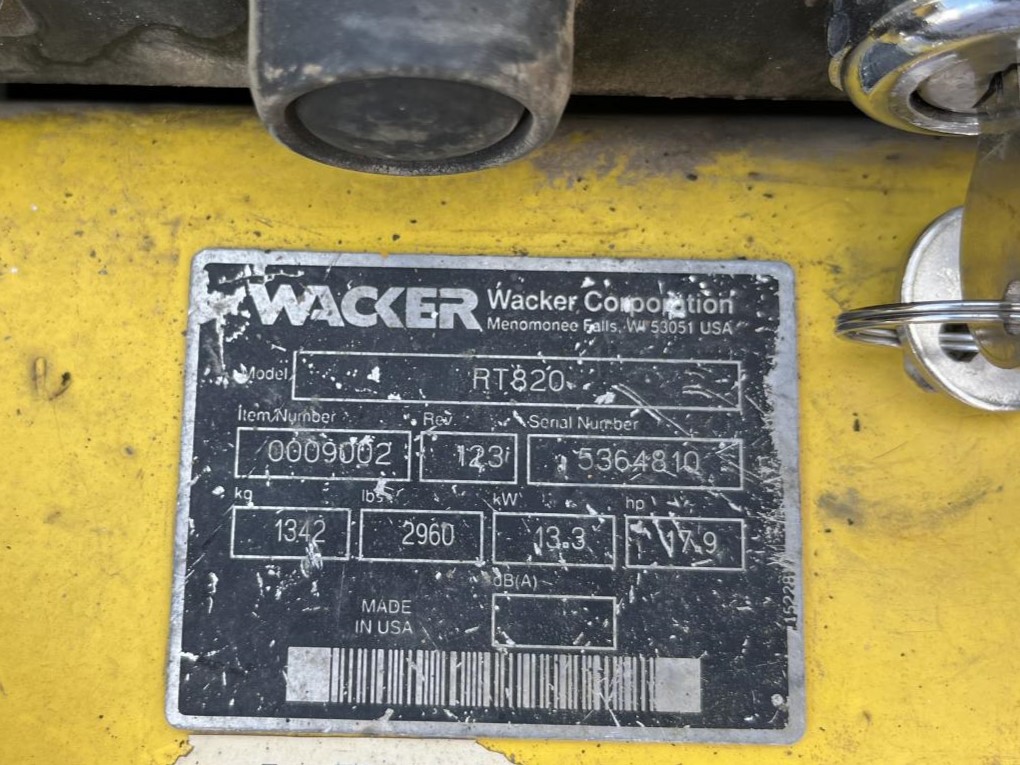 WACKER Wacker Corporation
Menomonee Falls, WI 53051 USA
Model RT820
Item Number Rev Serial Number
0009002 123 5364810
kg lbs kW hp
1342 2960 13.3 17.9
dB(A)
MADE
IN USA